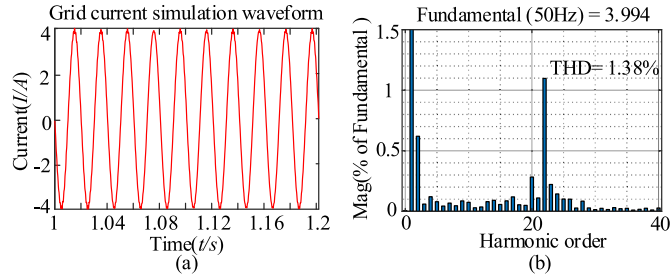 Grid current simulation waveform
Current(I/A)
4
2
0
-2
-4
1
1.04
1.08
1.12
1.16
1.2
Time(t/s)
(a)
Fundamental (50Hz) = 3.994
Mag(% of Fundamental )
1.5
1
0.5
0
THD= 1.38%
0
20
40
Harmonic order
(b)